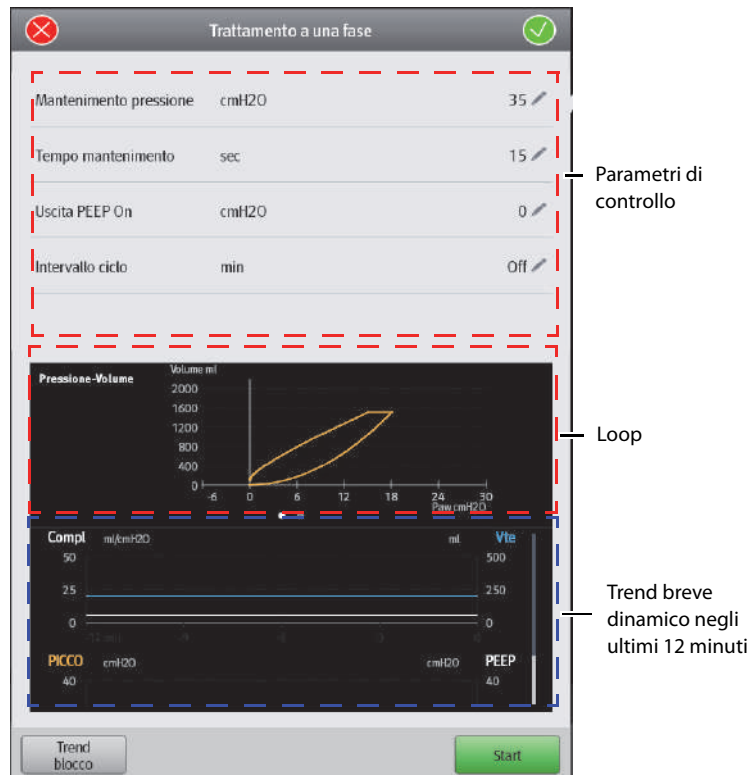 Trattamento a una fase
Mantenimento pressione cmH2O 35
Tempo mantenimento sec 15
Uscita PEEP On cmH2O 0
Intervallo ciclo min Off
Parametri di
controllo
Pressione-Volume
Volume ml
2000
1600
1200
800
400
0
-6 0 6 12 18 24 30
Paw cmH2O
Loop
Compl ml/cmH2O ml Vte
50 500
25 250
0 0
PICCO cmH2O cmH2O PEEP
40 40
Trend breve
dinamico negli
ultimi 12 minuti
Trend
blocco
Start